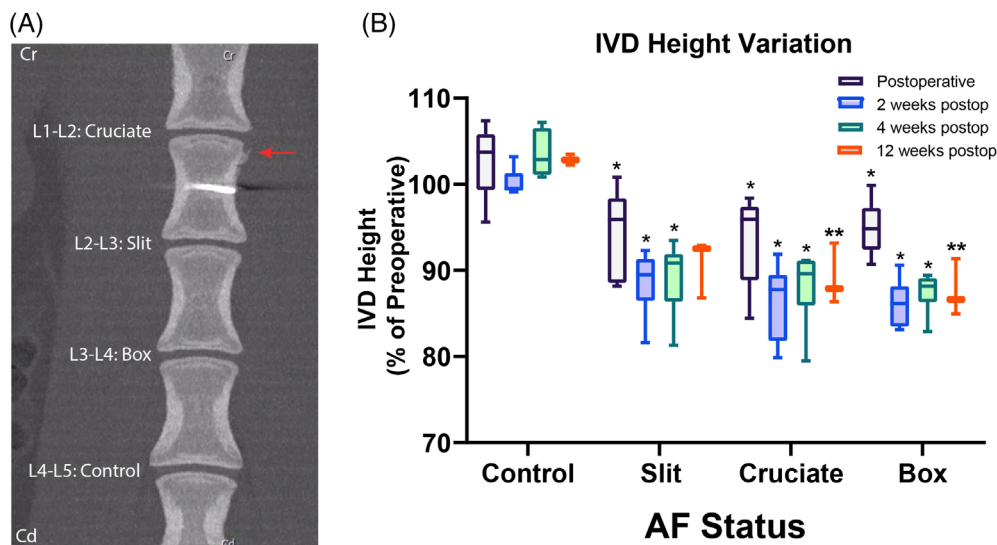 (A)
Cr
Cr
L1-L2: Cruciate
L2-L3: Slit
L3-L4: Box
L4-L5: Control
Cd
Cd
(B)
IVD Height Variation
Postoperative
2 weeks postop
4 weeks postop
12 weeks postop
IVD Height
(% of Preoperative)
110
100
90
80
70
*
*
*
*
*
*
**
*
*
*
**
Control
Slit
Cruciate
Box
AF Status